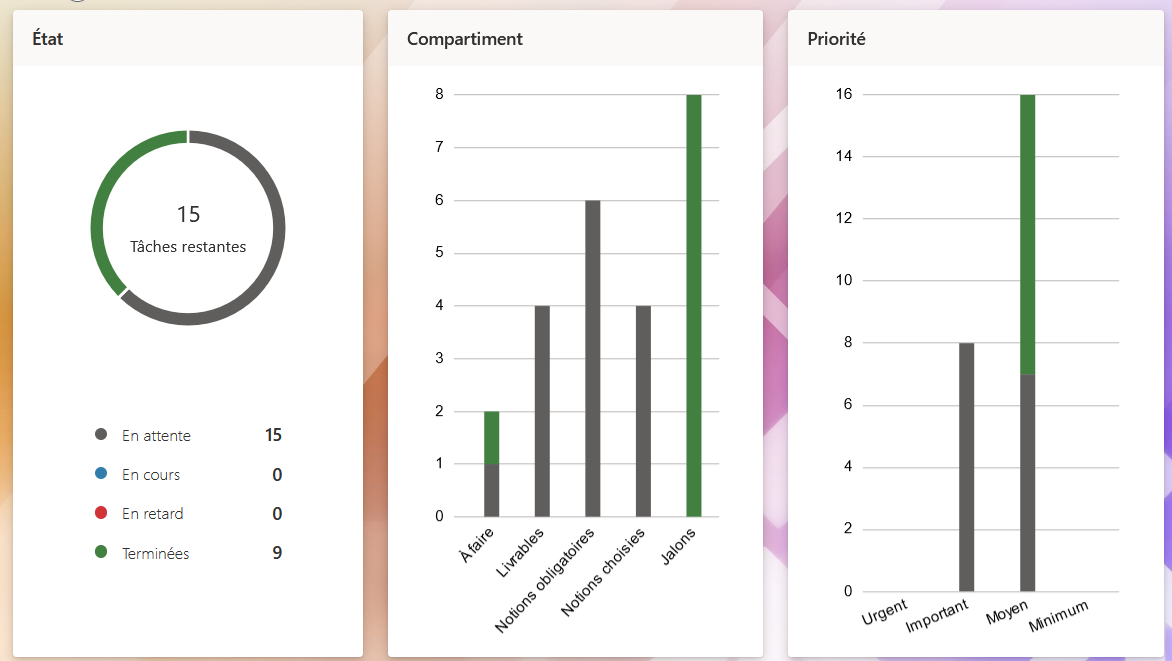 État
15
Tâches restantes
En attente 15
En cours 0
En retard 0
Terminées 9
Compartiment
8
7
6
5
4
3
2
1
0
À faire
Livrables
Notions obligatoires
Notions choisies
Jalons
Priorité
16
14
12
10
8
6
4
2
0
Urgent
Important
Moyen
Minimum